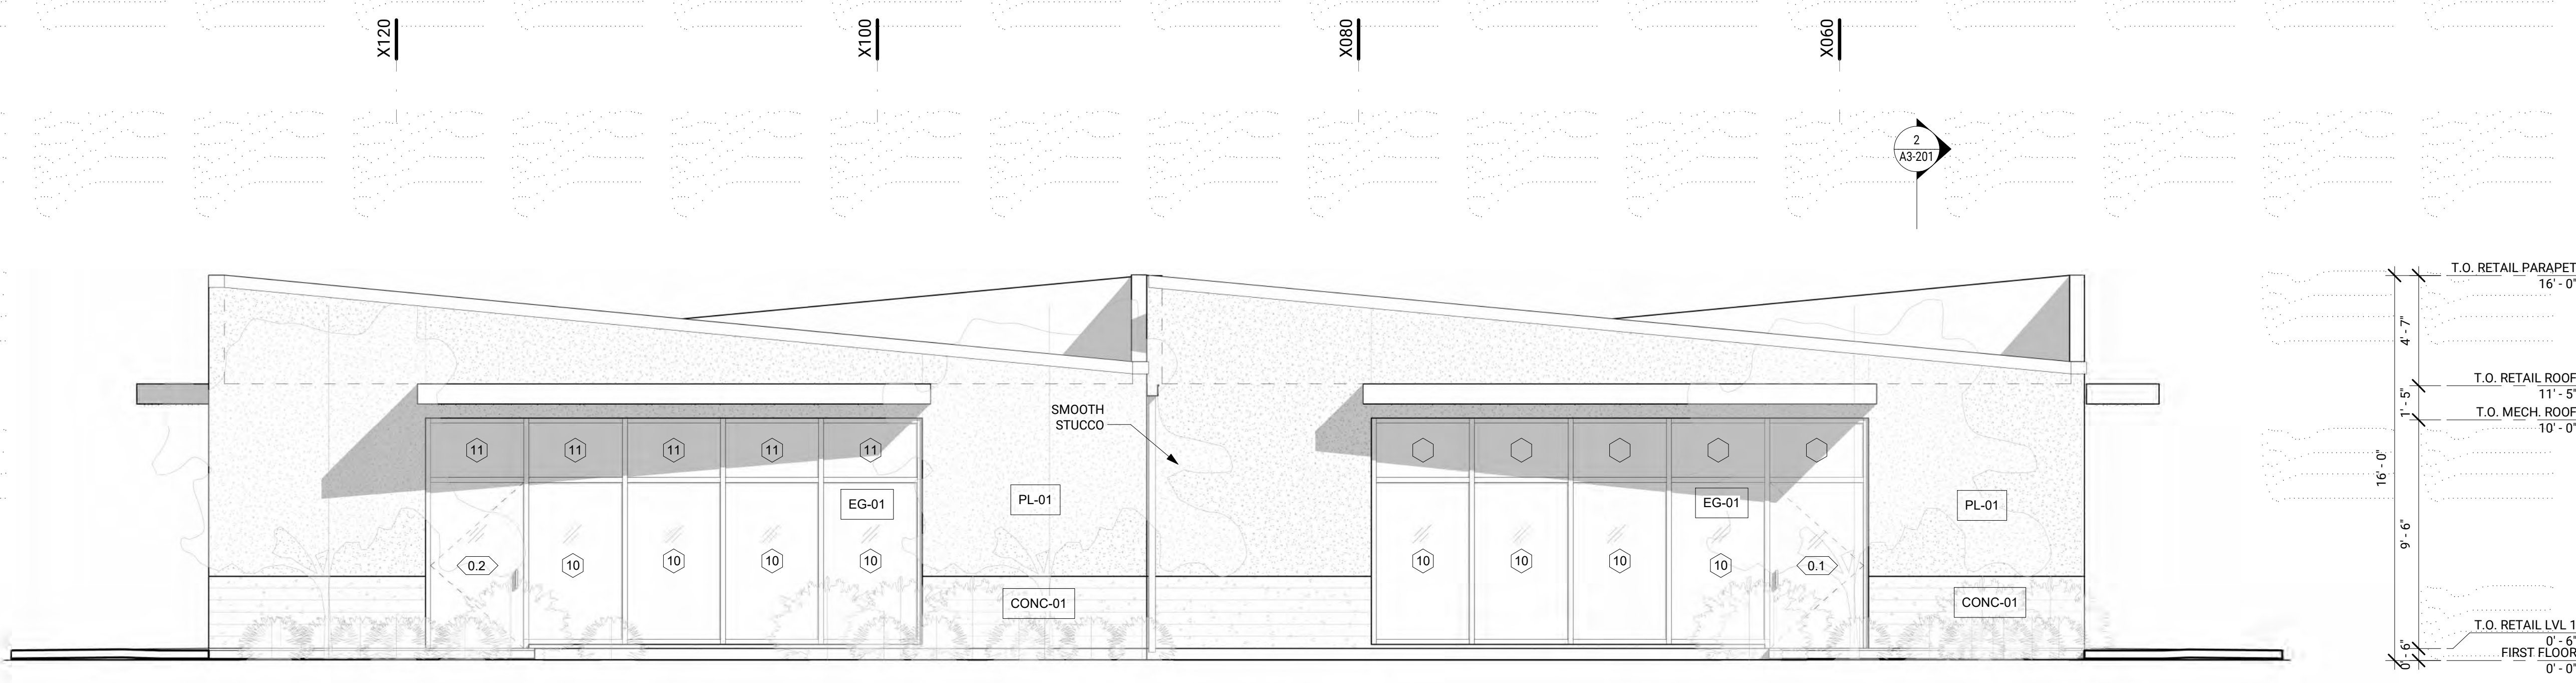 X120
X100
X080
X060
2
A3-201
T.O. RETAIL PARAPET
16' - 0"
4' - 7"
T.O. RETAIL ROOF
11' - 5"
1' - 5"
T.O. MECH. ROOF
10' - 0"
SMOOTH
STUCCO
11
11
11
11
11
16' - 0"
EG-01
PL-01
EG-01
PL-01
9' - 6"
0.2
10
10
10
10
10
10
10
10
0.1
CONC-01
CONC-01
T.O. RETAIL LVL 1
0' - 6"
0' - 6"
FIRST FLOOR
0' - 0"